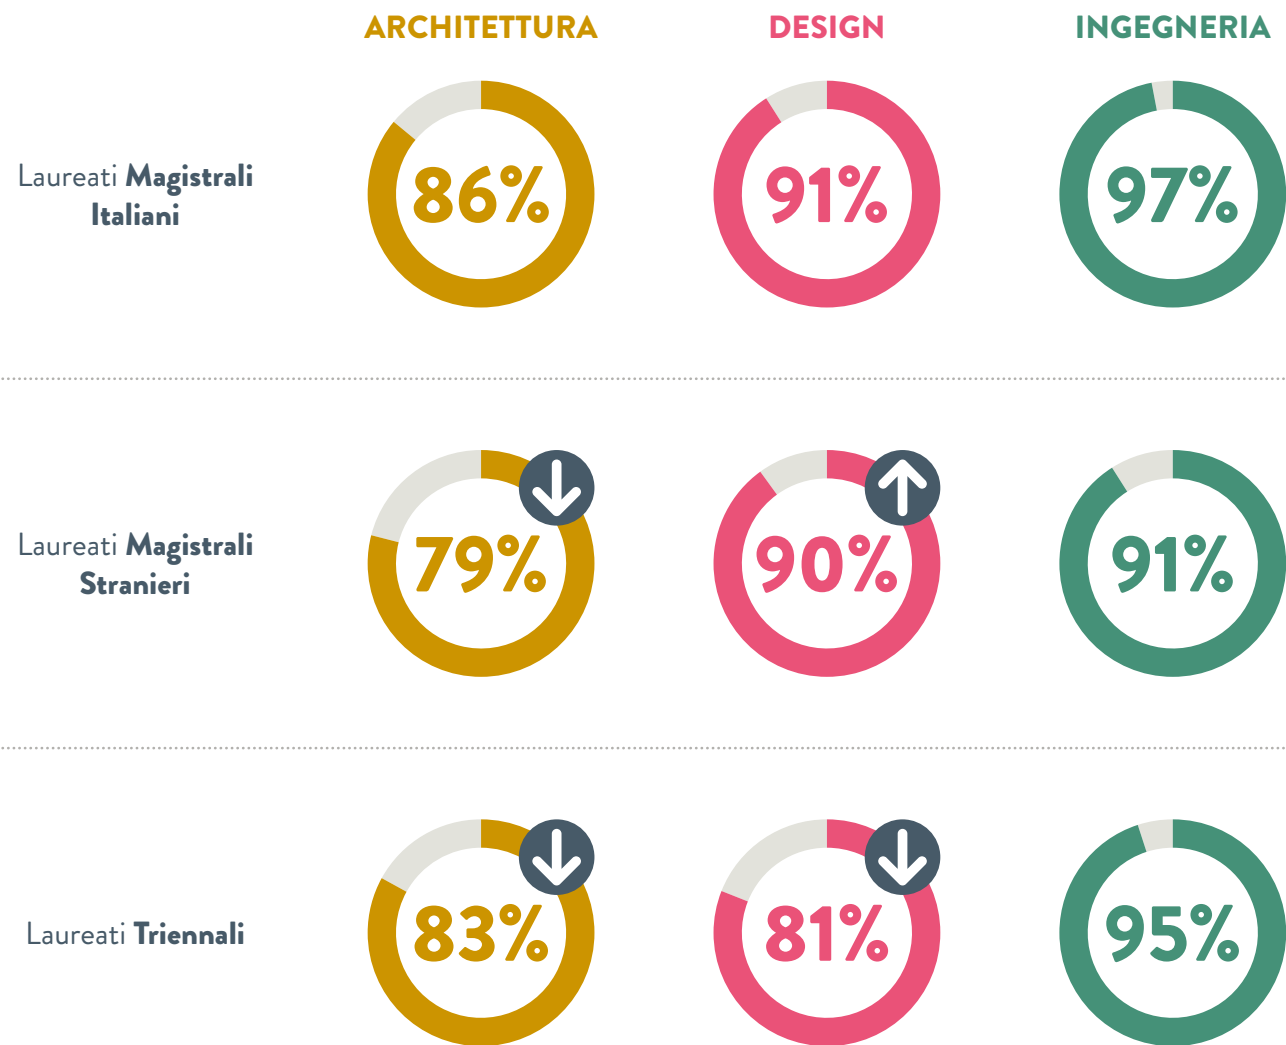 ARCHITETTURA DESIGN INGEGNERIA
Laureati Magistrali
Italiani
86% 91% 97%
Laureati Magistrali
Stranieri
79% 90% 91%
Laureati Triennali
83% 81% 95%